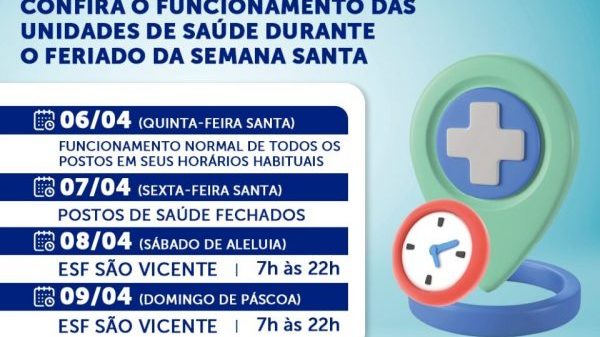 CONFIRA O FUNCIONAMENTO DAS
UNIDADES DE SAÚDE DURANTE
O FERIADO DA SEMANA SANTA
06/04 (QUINTA-FEIRA SANTA)
FUNCIONAMENTO NORMAL DE TODOS OS
POSTOS EM SEUS HORÁRIOS HABITUAIS
07/04 (SEXTA-FEIRA SANTA)
POSTOS DE SAÚDE FECHADOS
08/04 (SÁBADO DE ALELUIA)
ESF SÃO VICENTE | 7h às 22h
09/04 (DOMINGO DE PÁSCOA)
ESF SÃO VICENTE | 7h às 22h